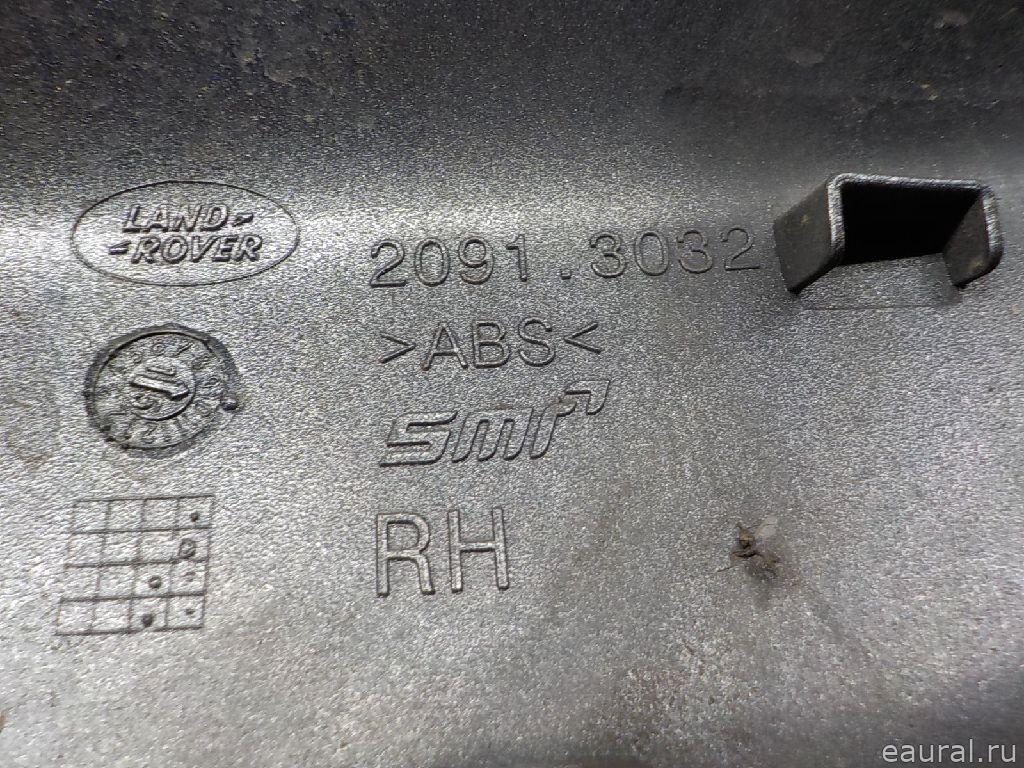 LAND-
-ROVER
2091.3032
>ABS<
smr
RH
eaural.ru